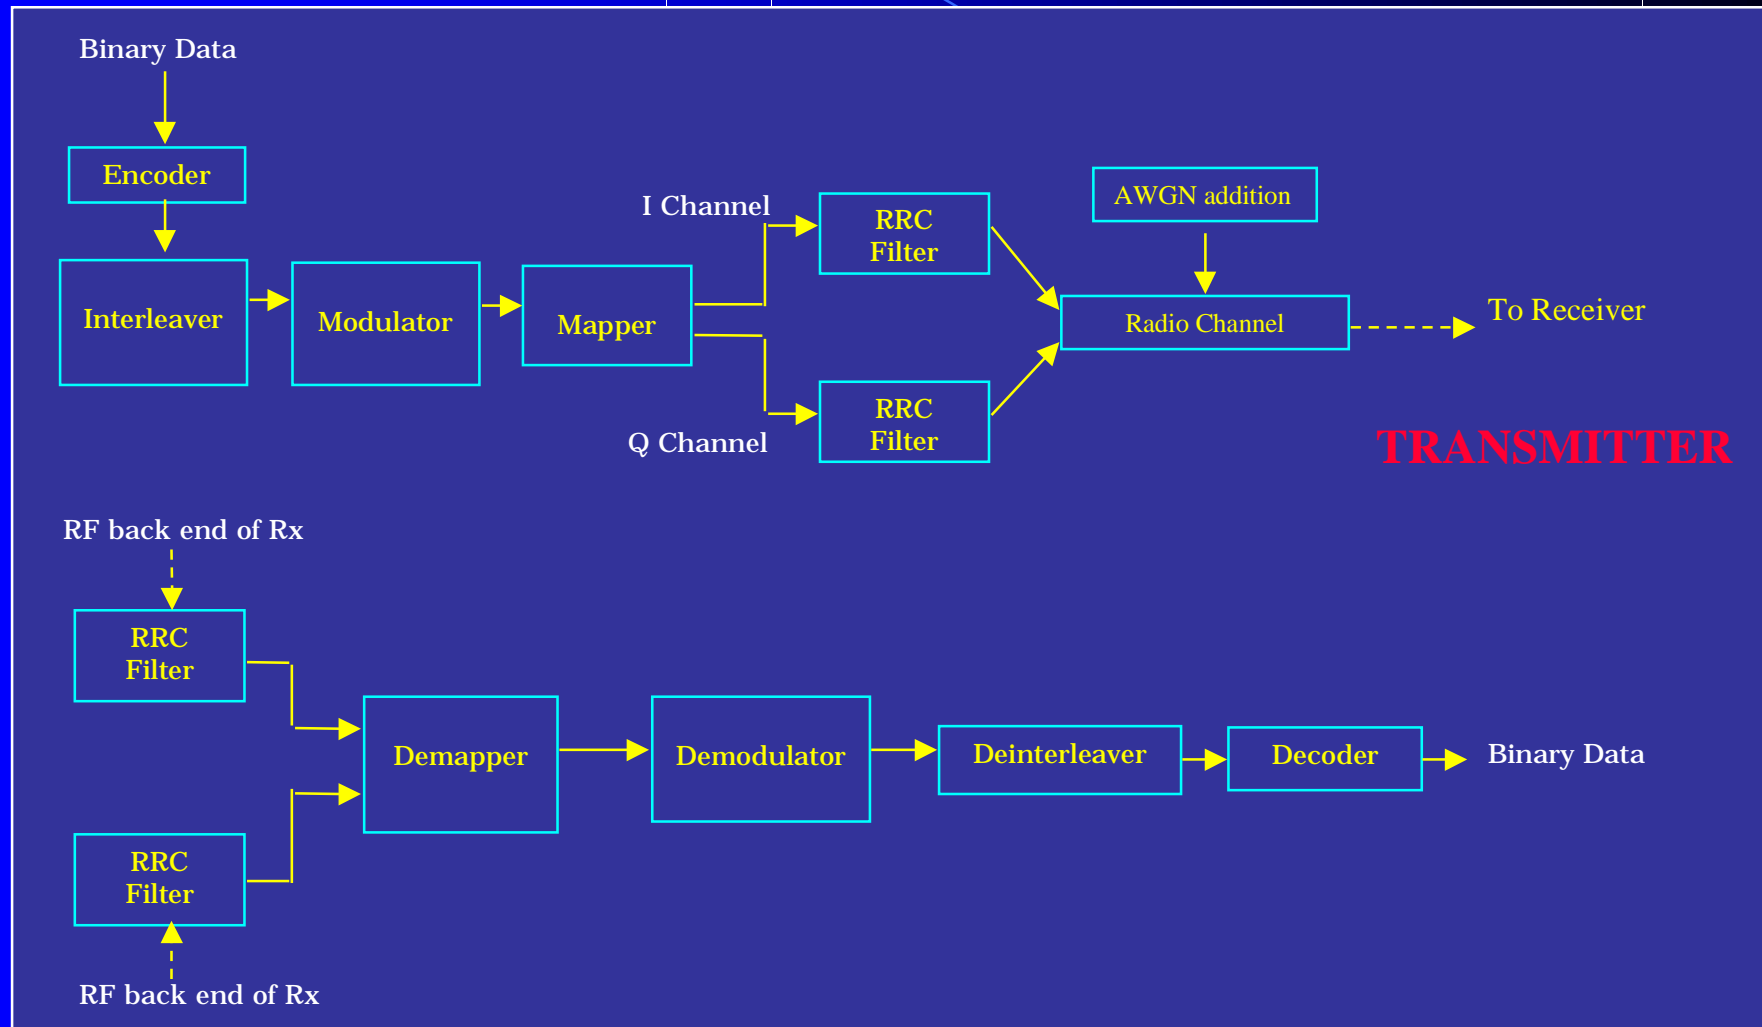 Binary Data
Encoder
Interleaver
Modulator
Mapper
I Channel
Q Channel
RRC
Filter
RRC
Filter
AWGN addition
Radio Channel
To Receiver
TRANSMITTER
RF back end of Rx
RRC
Filter
RRC
Filter
RF back end of Rx
Demapper
Demodulator
Deinterleaver
Decoder
Binary Data